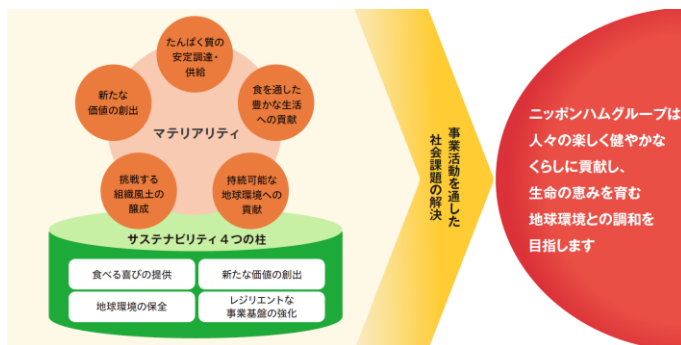 たんぱく質の
安定調達・
供給
新たな
価値の創出
食を通した
豊かな生活
への貢献
マテリアリティ
挑戦する
組織風土の
醸成
持続可能な
地球環境への
貢献
サステナビリティ4つの柱
食べる喜びの提供
新たな価値の創出
地球環境の保全
レジリエントな
事業基盤の強化
事業活動を通した
社会課題の解決
ニッポンハムグループは
人々の楽しく健やかな
くらしに貢献し、
生命の恵みを育む
地球環境との調和を
目指します